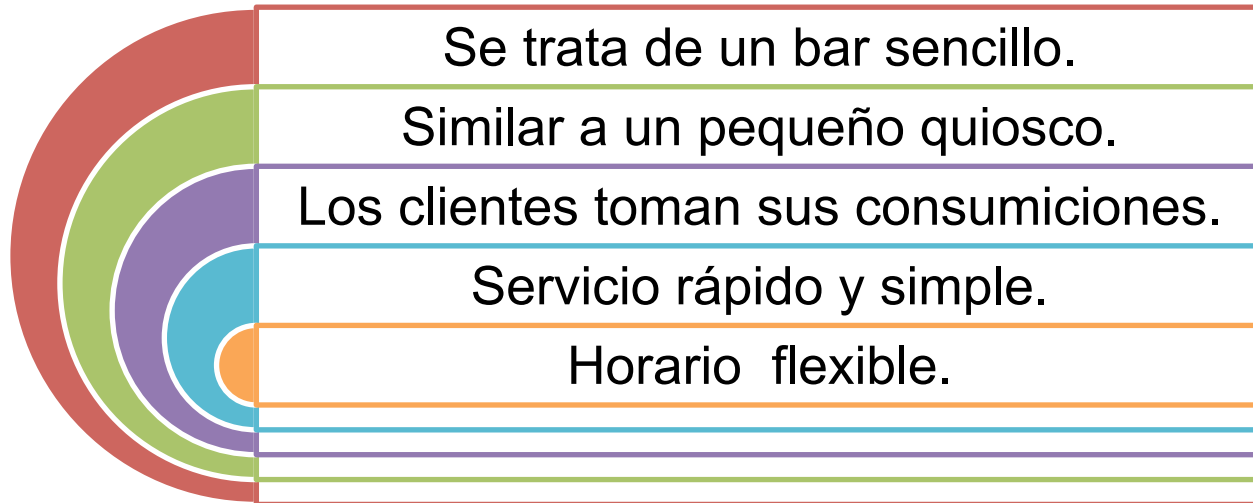 Se trata de un bar sencillo.
Similar a un pequeño quiosco.
Los clientes toman sus consumiciones.
Servicio rápido y simple.
Horario  flexible.